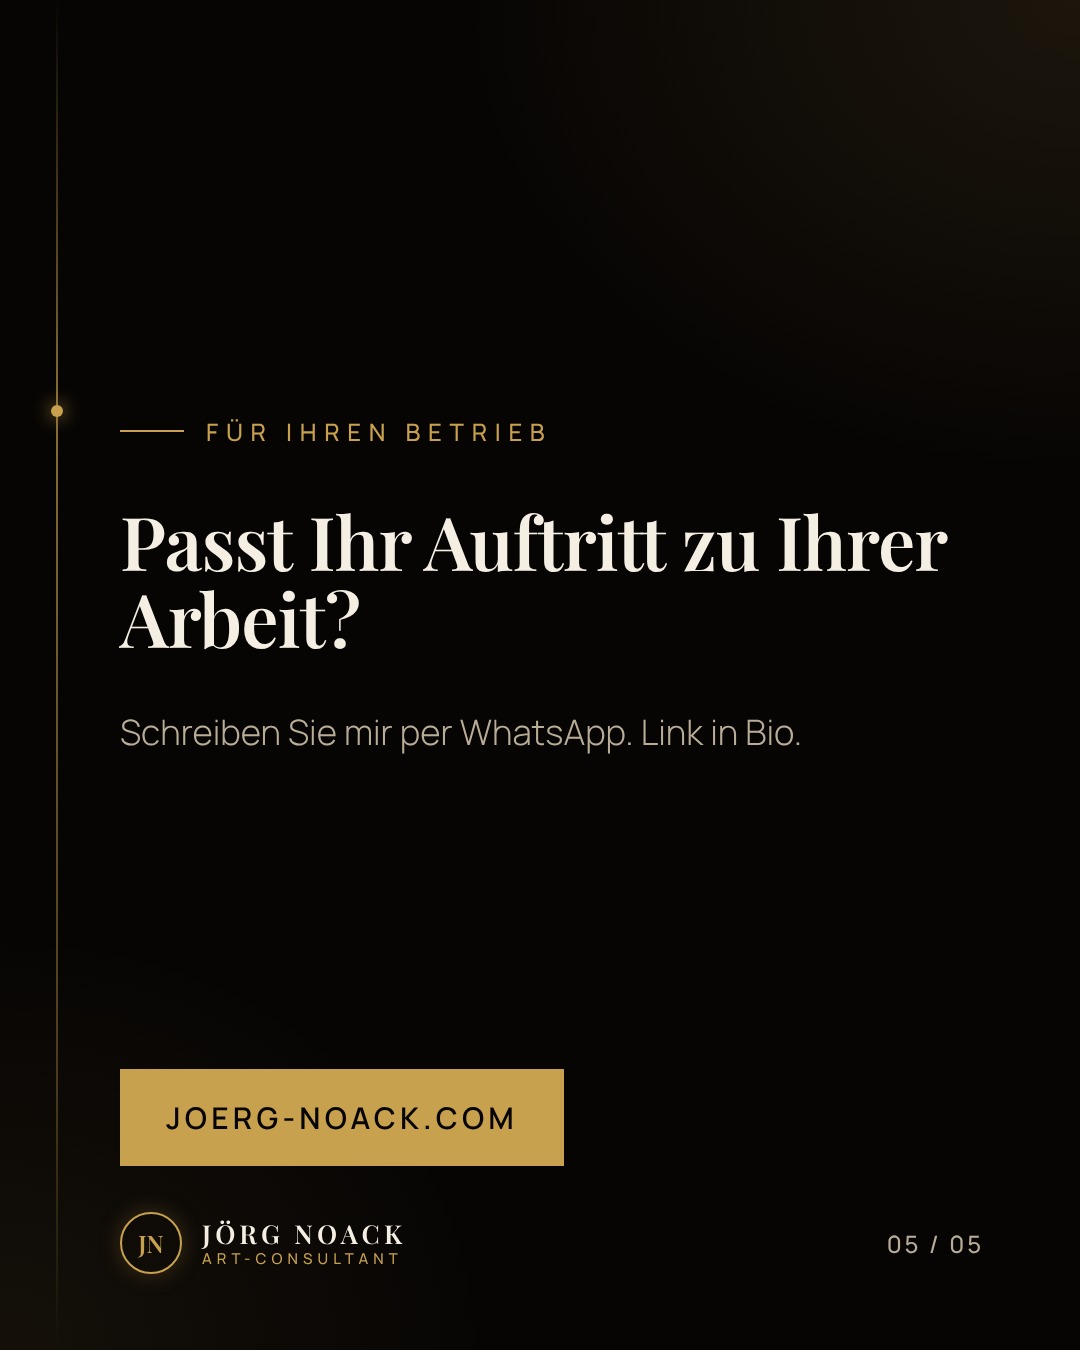 FÜR IHREN BETRIEB
Passt Ihr Auftritt zu Ihrer
Arbeit?
Schreiben Sie mir per WhatsApp. Link in Bio.
JOERG-NOACK.COM
JN
JÖRG NOACK
ART-CONSULTANT
05 / 05